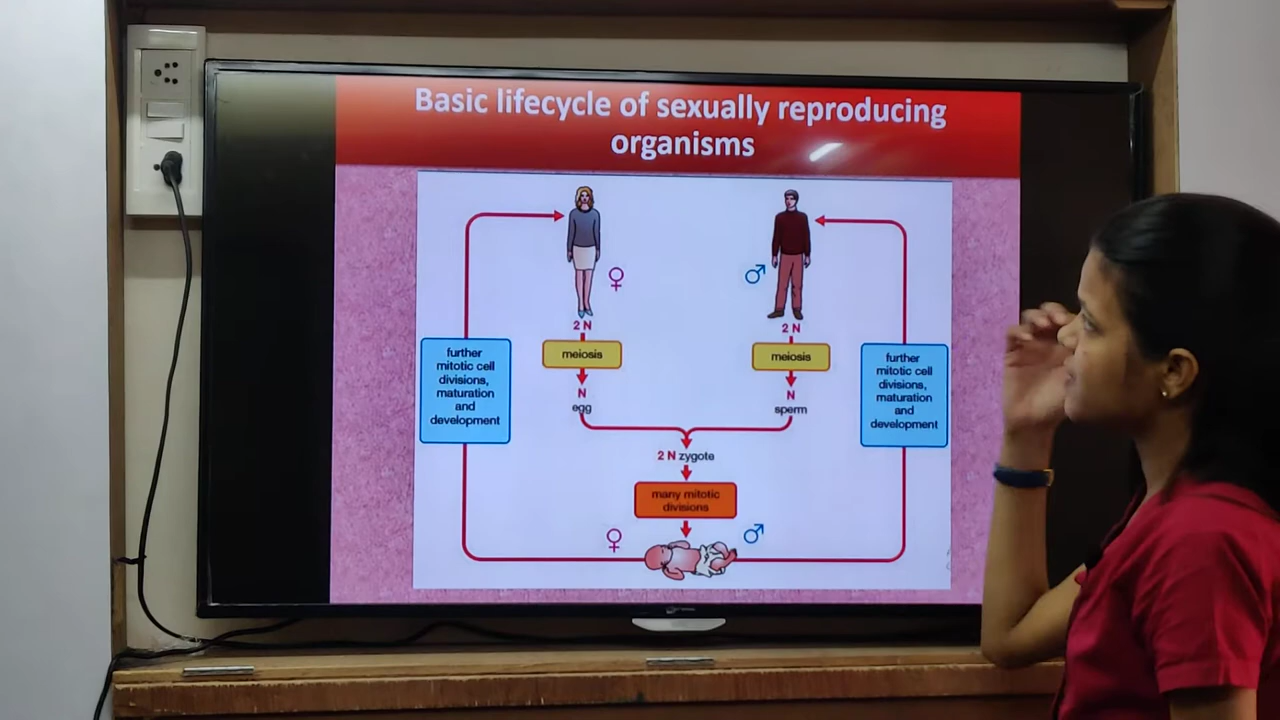 Basic lifecycle of sexually reproducing
organisms
♀
♂
2 N
2 N
meiosis
meiosis
N
egg
N
sperm
further
mitotic cell
divisions,
maturation
and
development
further
mitotic cell
divisions,
maturation
and
development
2 N zygote
many mitotic
divisions
♀
♂